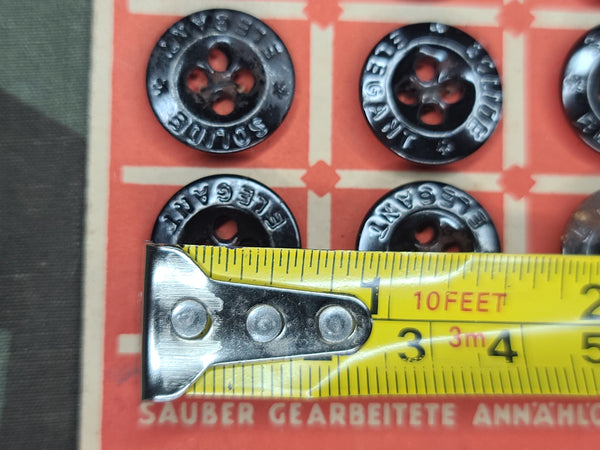 ELEGANT SOLIDE
ELEGANT SOLIDE
ELEGANT
ELEGANT
1 10FEET 2
3 3m 4 5
SAUBER GEARBEITETE ANNÄHLO